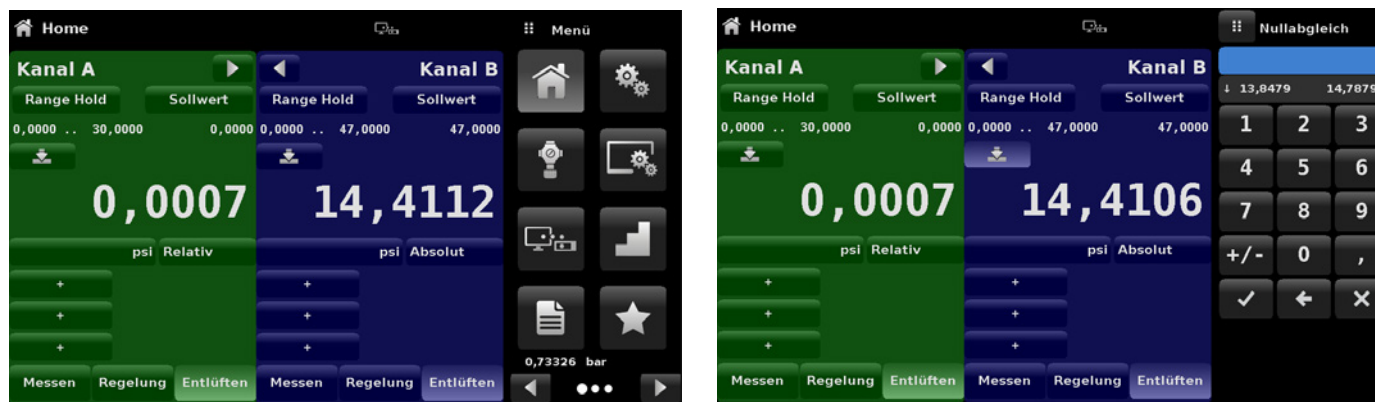 Home
Menü
Kanal A
Kanal B
Range Hold Sollwert Range Hold Sollwert
0,0000 .. 30,0000 0,0000 0,0000 .. 47,0000 47,0000
0,0007 14,4112
psi Relativ psi Absolut
+ +
+ +
+ +
0,73326 bar
Messen Regelung Entlüften Messen Regelung Entlüften
Home
Nullabgleich
Kanal A
Kanal B
↓ 13,8479 14,7879
Range Hold Sollwert Range Hold Sollwert
0,0000 .. 30,0000 0,0000 0,0000 .. 47,0000 47,0000
0,0007 14,4106
psi Relativ psi Absolut
+ +
+ +
+ +
Messen Regelung Entlüften Messen Regelung Entlüften
1 2 3
4 5 6
7 8 9
+/- 0 ,